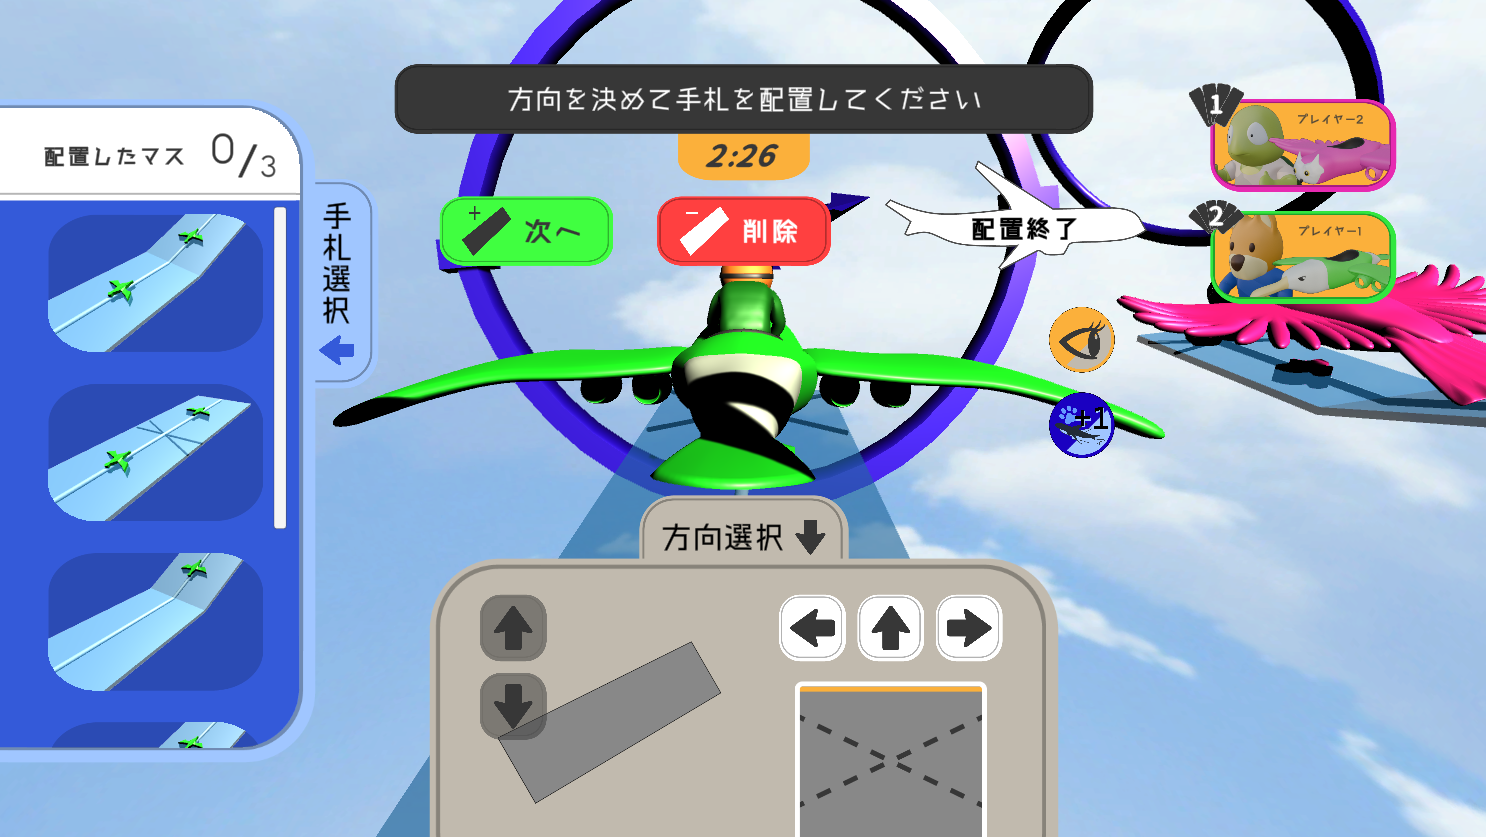 方向を決めて手札を配置してください
2:26
配置したマス 0/3
手札選択
+ 次へ
- 削除
配置終了
1
プレイヤー2
2
プレイヤー1
+1
方向選択